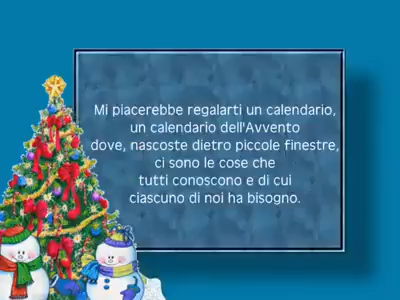 Mi piacerebbe regalarti un calendario,
un calendario dell'Avvento
dove, nascoste dietro piccole finestre,
ci sono le cose che
tutti conoscono e di cui
ciascuno di noi ha bisogno.